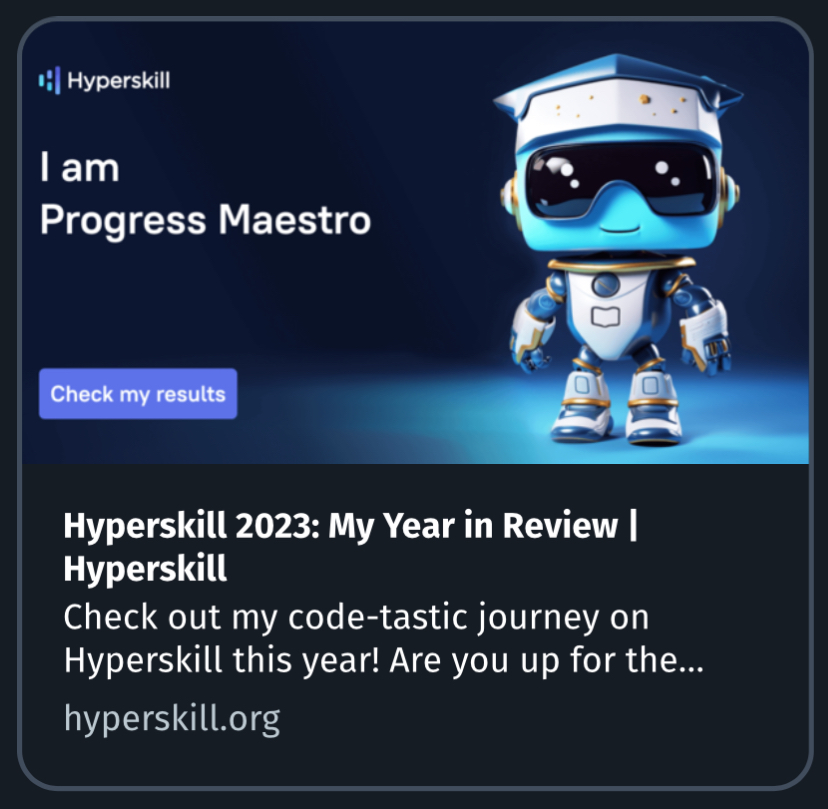 Hyperskill
I am
Progress Maestro
Check my results
Hyperskill 2023: My Year in Review |
Hyperskill
Check out my code-tastic journey on
Hyperskill this year! Are you up for the...
hyperskill.org